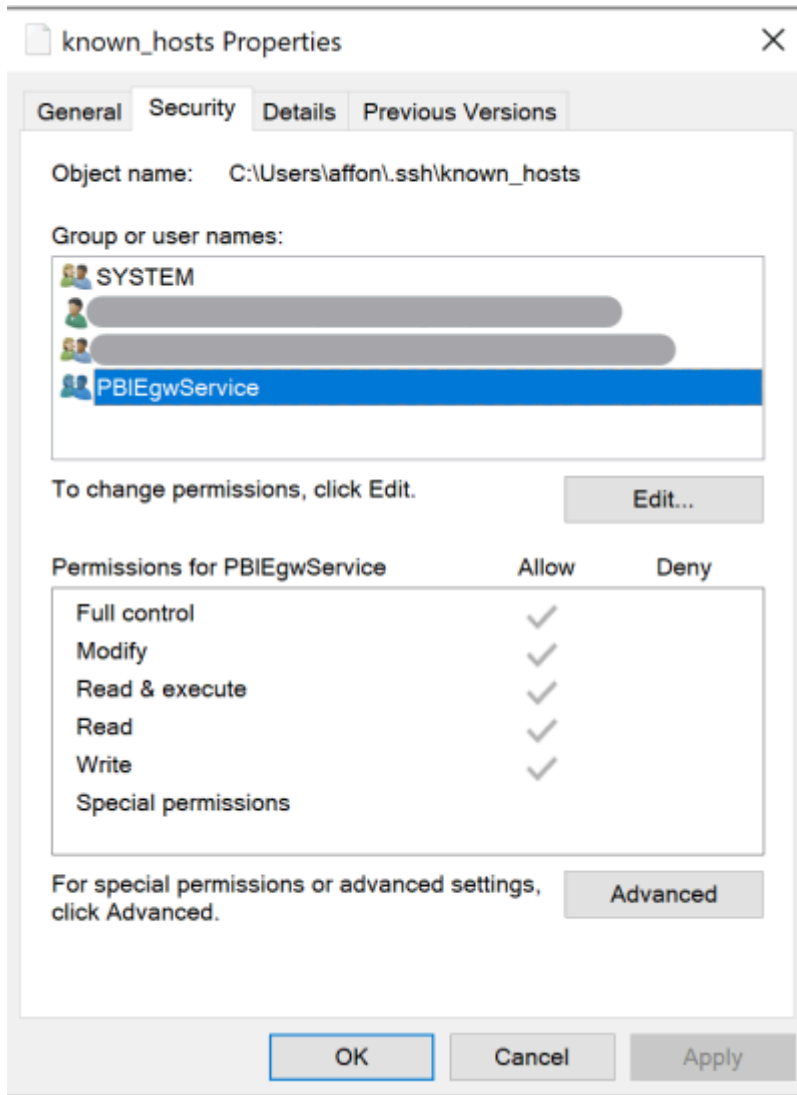 known_hosts Properties
General Security Details Previous Versions
Object name: C:\Users\affon\.ssh\known_hosts
Group or user names:
SYSTEM
PBIEgwService
To change permissions, click Edit.
Edit...
Permissions for PBIEgwService Allow Deny
Full control
Modify
Read & execute
Read
Write
Special permissions
For special permissions or advanced settings,
click Advanced.
Advanced
OK Cancel Apply